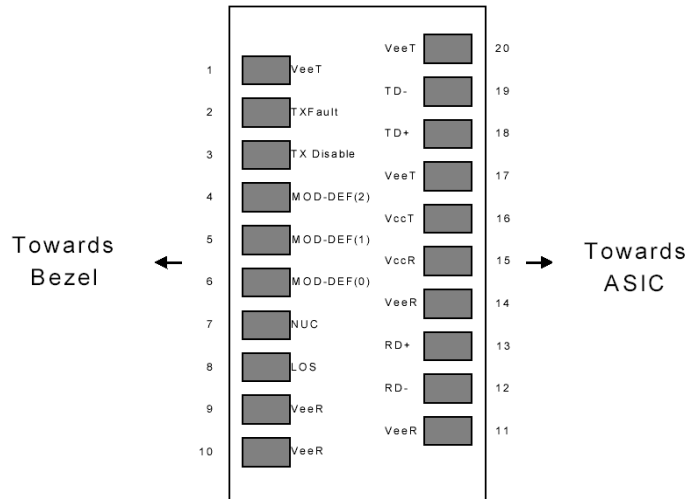 VeeT 20
1 VeeT
TD- 19
2 TXFault
TD+ 18
3 TX Disable
VeeT 17
4 MOD-DEF(2)
VccT 16
5 MOD-DEF(1)
Towards
Bezel
VccR 15
Towards
ASIC
6 MOD-DEF(0)
VeeR 14
7 NUC
RD+ 13
8 LOS
RD- 12
9 VeeR
VeeR 11
10 VeeR